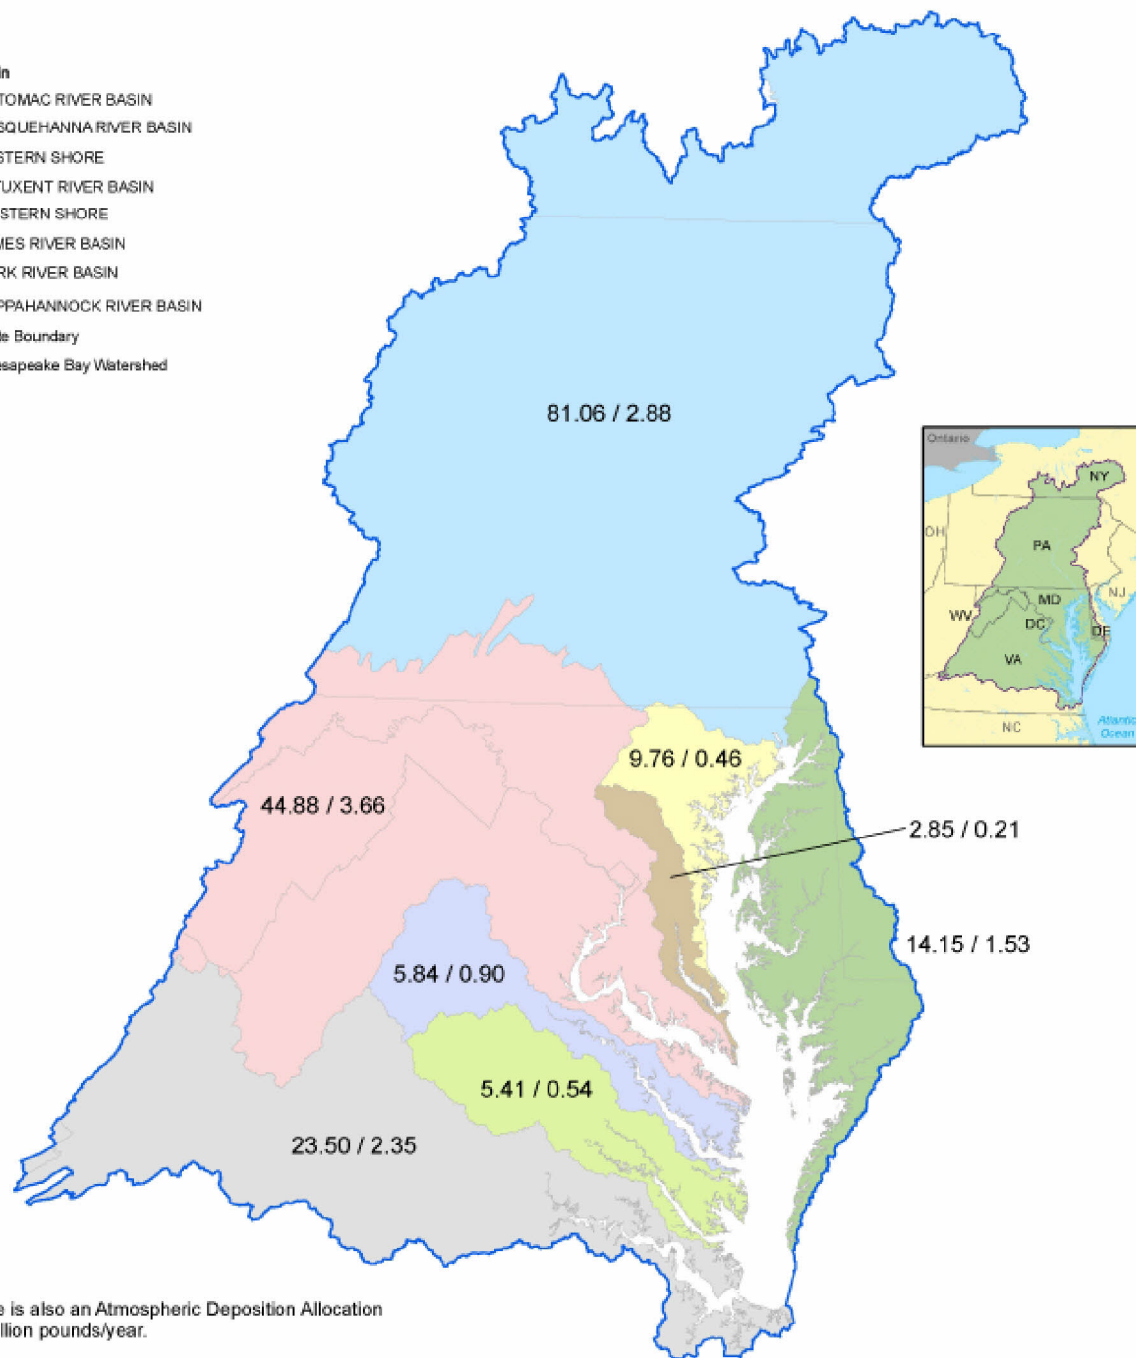 in
TOMAC RIVER BASIN
SQUEHANNA RIVER BASIN
STERN SHORE
TUXENT RIVER BASIN
STERN SHORE
MES RIVER BASIN
RK RIVER BASIN
PPAHANNOCK RIVER BASIN
te Boundary
esapeake Bay Watershed
81.06 / 2.88
Ontario
NY
OH
PA
NJ
MD
WV
DC
DE
VA
NC
Atlantic
Ocean
9.76 / 0.46
44.88 / 3.66
2.85 / 0.21
14.15 / 1.53
5.84 / 0.90
5.41 / 0.54
23.50 / 2.35
e is also an Atmospheric Deposition Allocation
llion pounds/year.